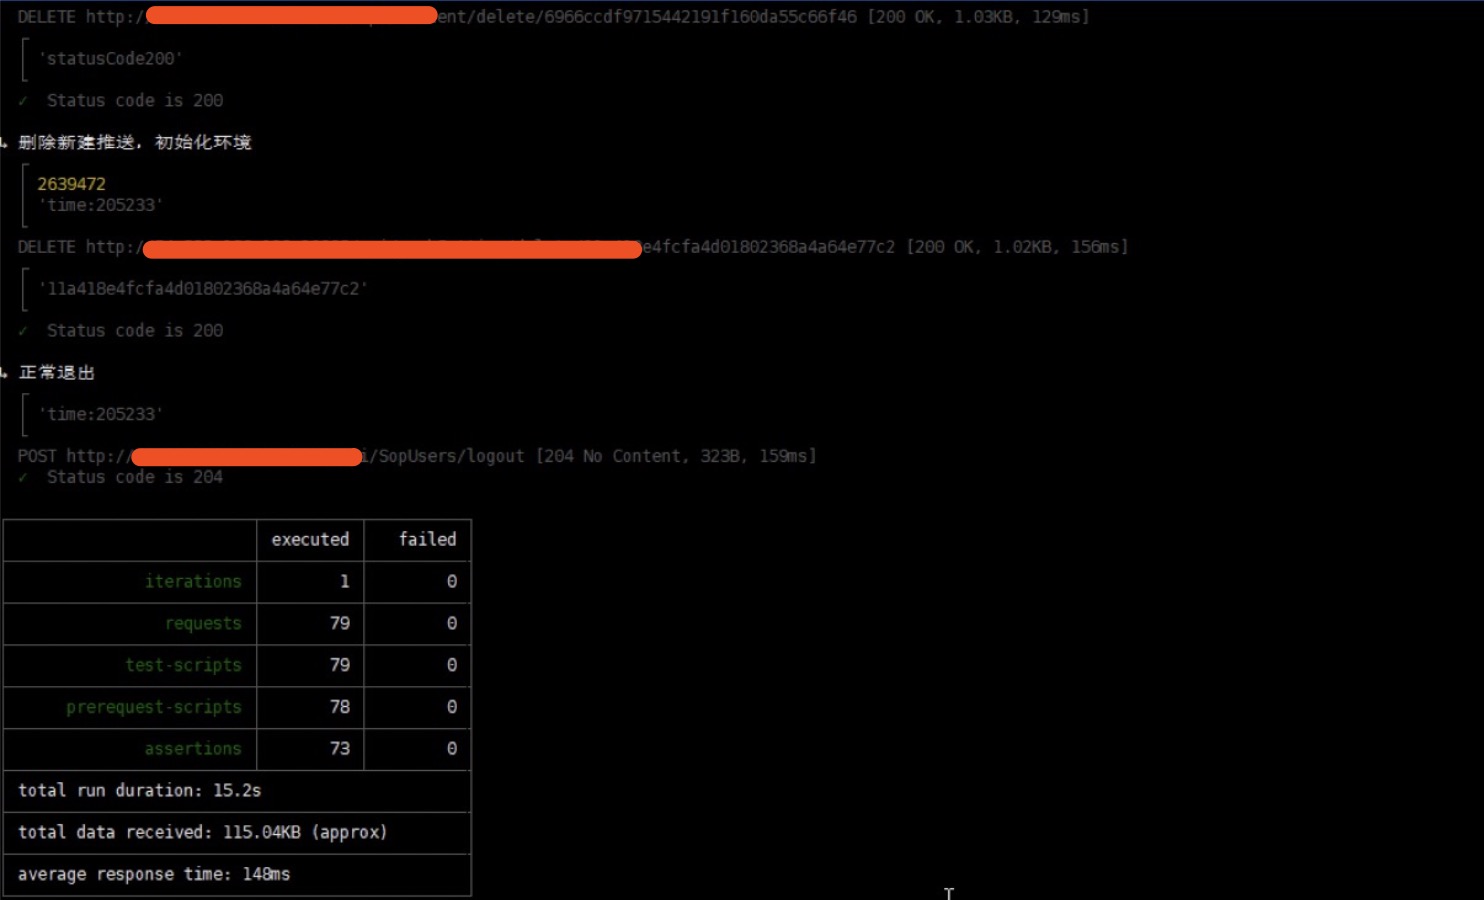 DELETE http:/ ent/delete/6966ccdf9715442191f160da55c66f46 [200 OK, 1.03KB, 129ms]
'statusCode200'
✓ Status code is 200
↳ 删除新建推送, 初始化环境
2639472
'time:205233'
DELETE http:/ e4fcfa4d01802368a4a64e77c2 [200 OK, 1.02KB, 156ms]
'11a418e4fcfa4d01802368a4a64e77c2'
✓ Status code is 200
↳ 正常退出
'time:205233'
POST http:// i/SopUsers/logout [204 No Content, 323B, 159ms]
✓ Status code is 204
executed failed
iterations 1 0
requests 79 0
test-scripts 79 0
prerequest-scripts 78 0
assertions 73 0
total run duration: 15.2s
total data received: 115.04KB (approx)
average response time: 148ms